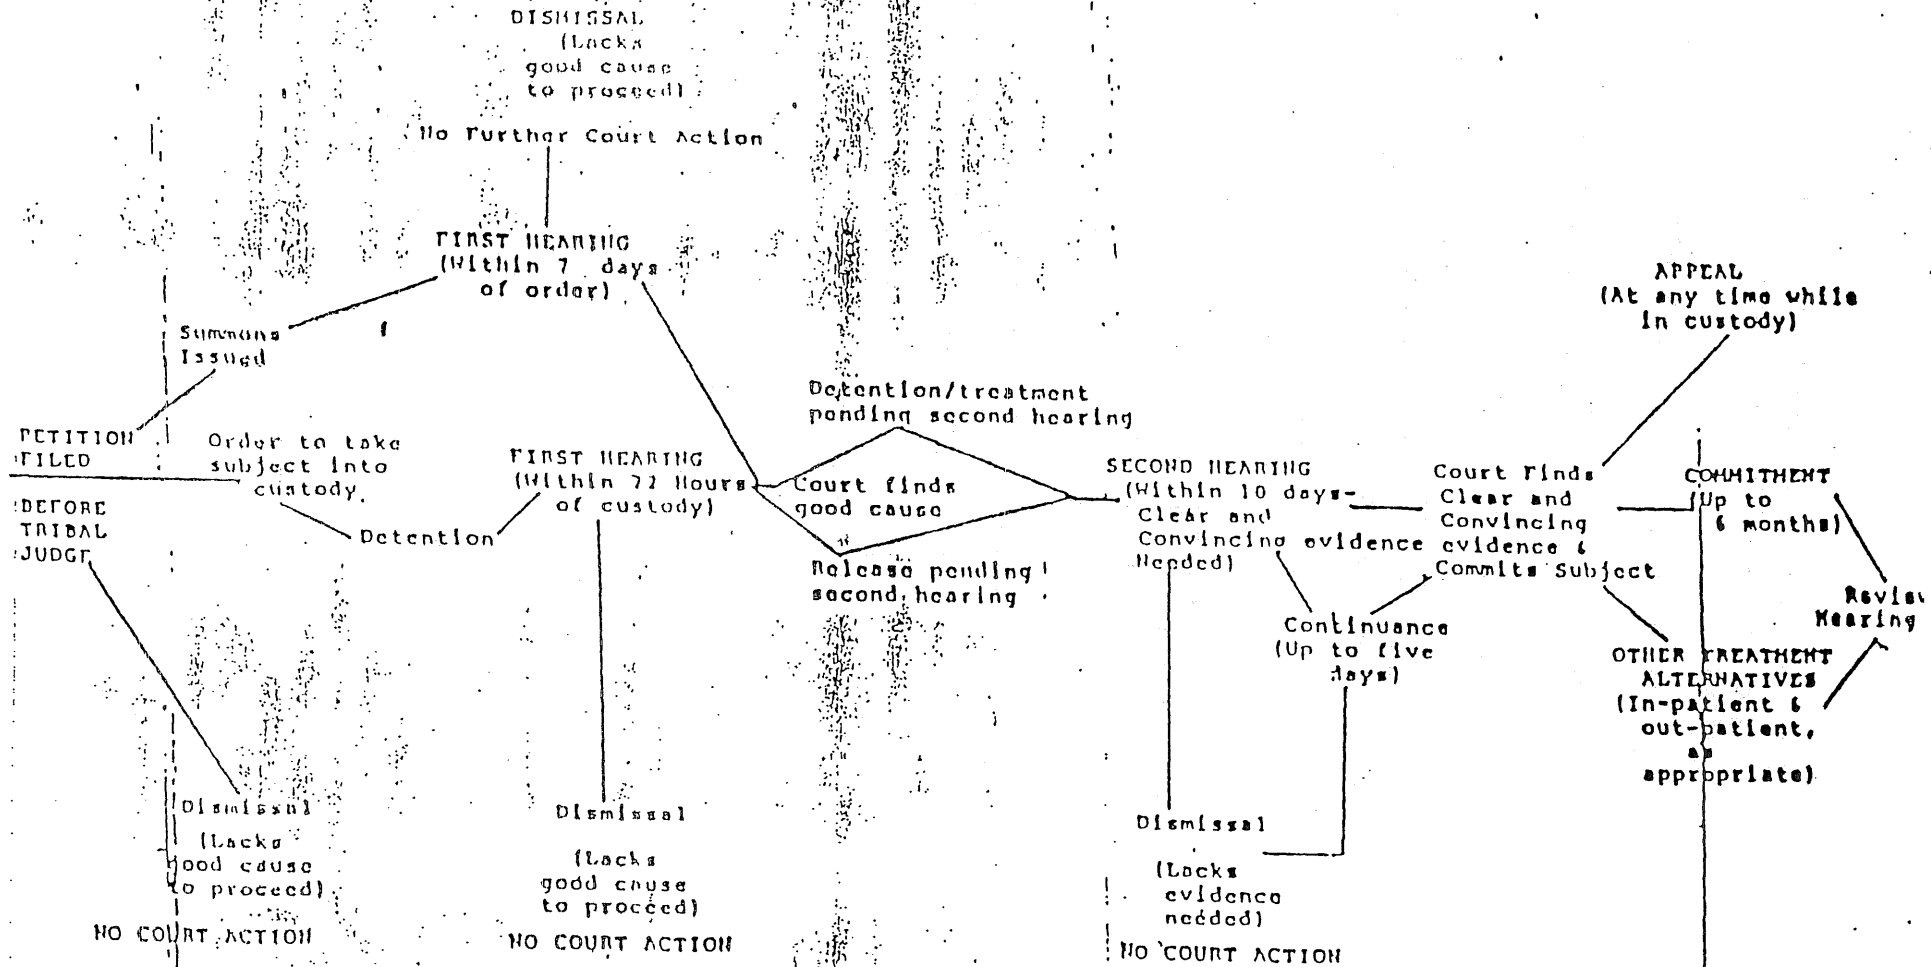 DISMISSAL
(Lacks
good cause
to proceed)
No Further Court Action
FIRST HEARING
(Within 7 days
of order)
Summons
Issued
PETITION
FILED
BEFORE
TRIBAL
JUDGE
Order to take
subject into
custody.
Detention
FIRST HEARING
(Within 72 Hours
of custody)
Detention/treatment
pending second hearing
Court finds
good cause
Release pending
second hearing
SECOND HEARING
(Within 10 days-
Clear and
Convincing evidence
Needed)
Continuance
(Up to five
days)
Court Finds
Clear and
Convincing
evidence &
Commits Subject
APPEAL
(At any time while
in custody)
COMMITMENT
(Up to
6 months)
Hearing
OTHER TREATMENT
ALTERNATIVES
(In-patient &
out-patient,
as
appropriate)
Dismissal
(Lacks
good cause
to proceed)
NO COURT ACTION
Dismissal
(Lacks
good cause
to proceed)
NO COURT ACTION
Dismissal
(Lacks
evidence
needed)
NO COURT ACTION